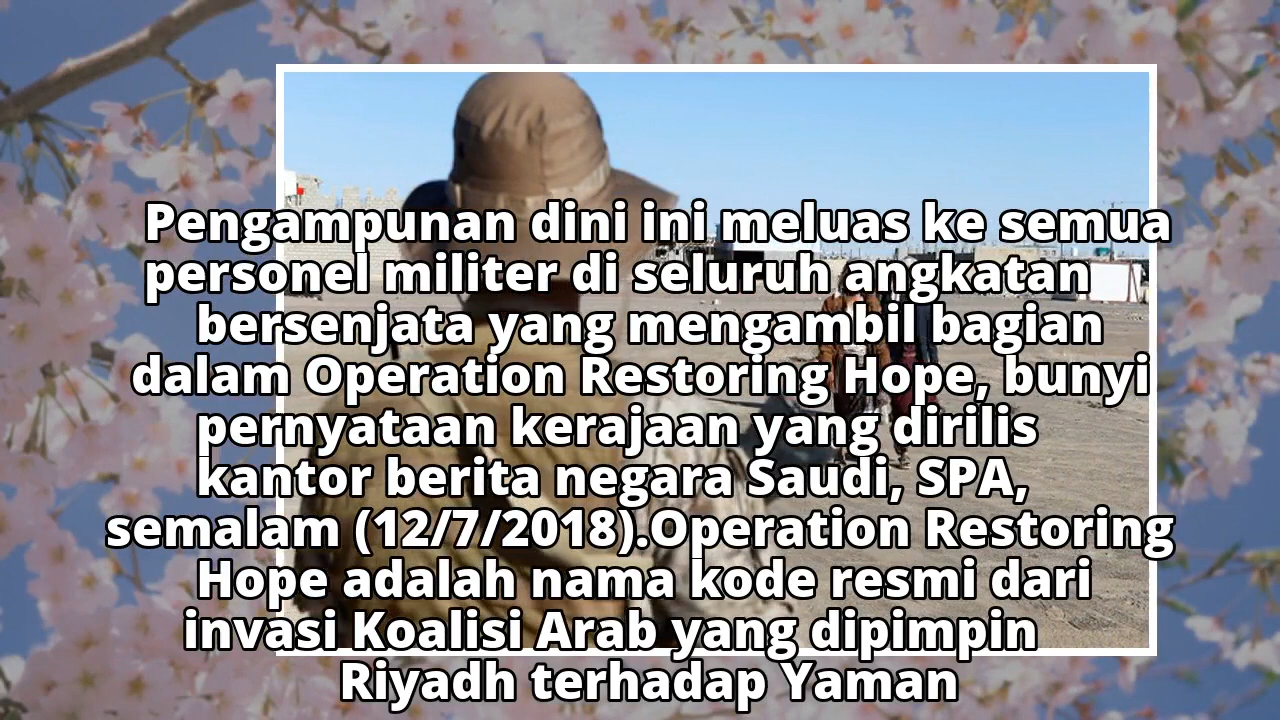 Pengampunan dini ini meluas ke semua
personel militer di seluruh angkatan
bersenjata yang mengambil bagian
dalam Operation Restoring Hope, bunyi
pernyataan kerajaan yang dirilis
kantor berita negara Saudi, SPA,
semalam (12/7/2018).Operation Restoring
Hope adalah nama kode resmi dari
invasi Koalisi Arab yang dipimpin
Riyadh terhadap Yaman